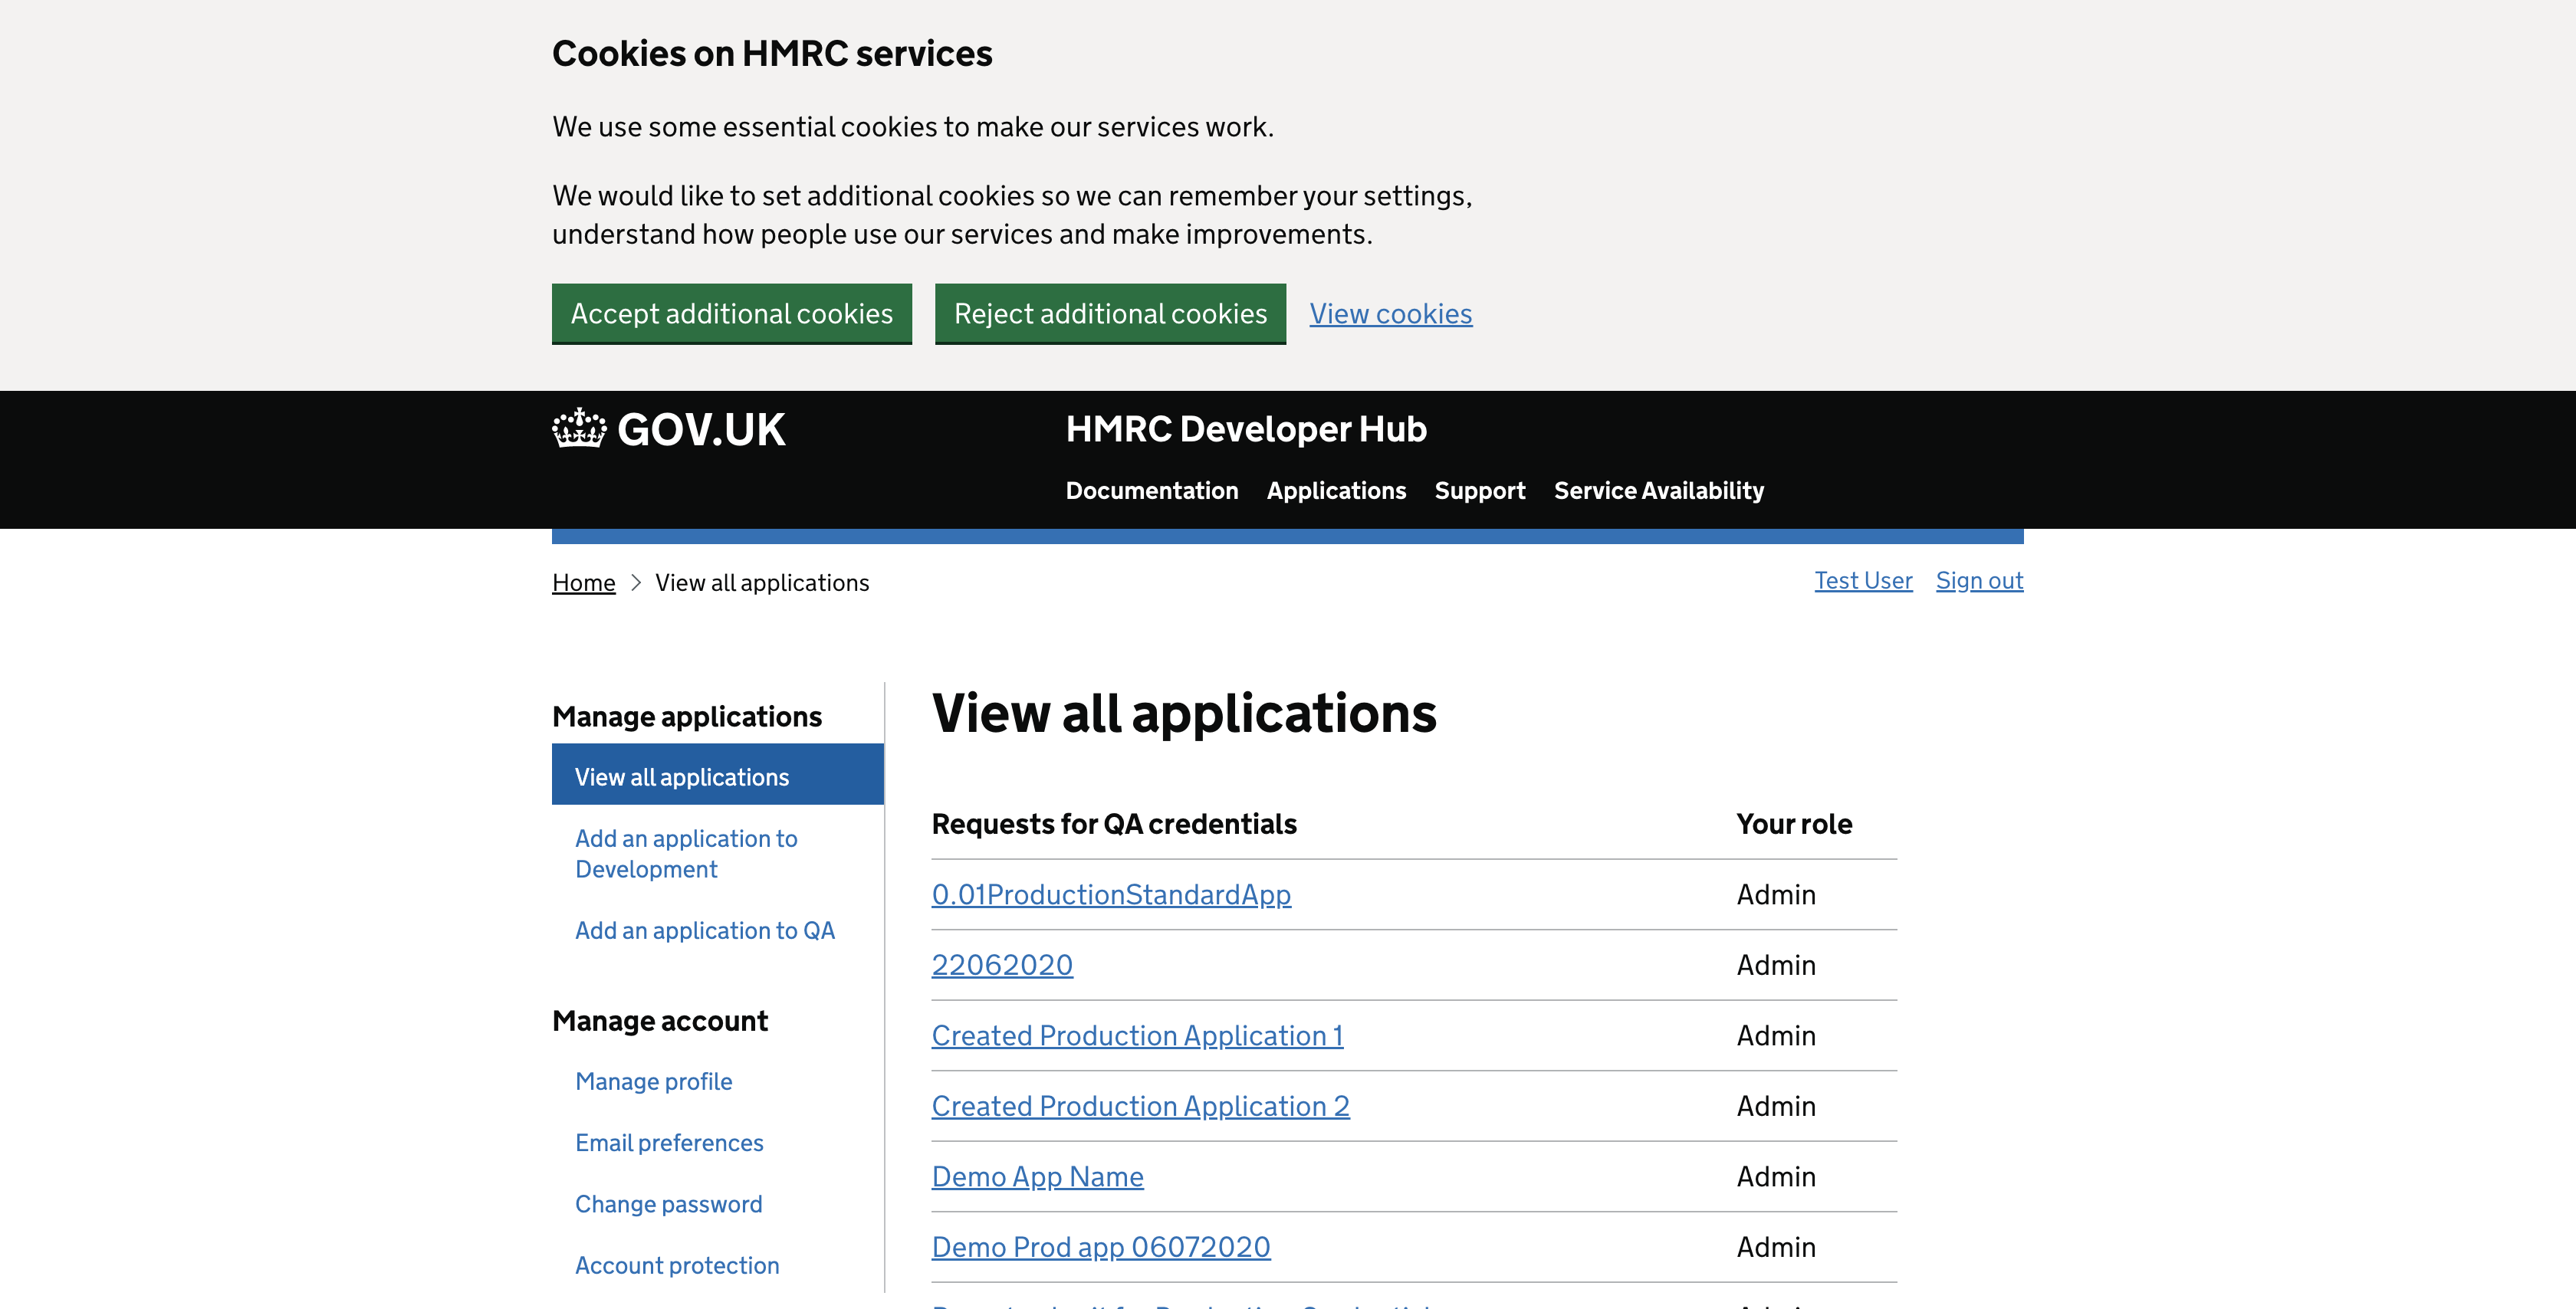 Cookies on HMRC services
We use some essential cookies to make our services work.
We would like to set additional cookies so we can remember your settings,
understand how people use our services and make improvements.
Accept additional cookies Reject additional cookies View cookies
GOV.UK HMRC Developer Hub
Documentation Applications Support Service Availability
Home View all applications Test User Sign out
Manage applications
View all applications
Add an application to
Development
Add an application to QA
Manage account
Manage profile
Email preferences
Change password
Account protection
View all applications
Requests for QA credentials Your role
0.01ProductionStandardApp Admin
22062020 Admin
Created Production Application 1 Admin
Created Production Application 2 Admin
Demo App Name Admin
Demo Prod app 06072020 Admin